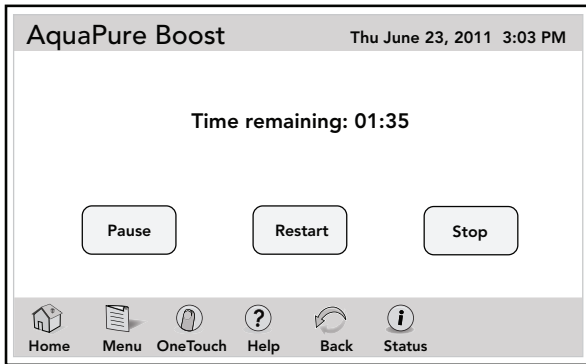 AquaPure Boost Thu June 23, 2011 3:03 PM
Time remaining: 01:35
Pause Restart Stop
Home Menu OneTouch Help Back Status